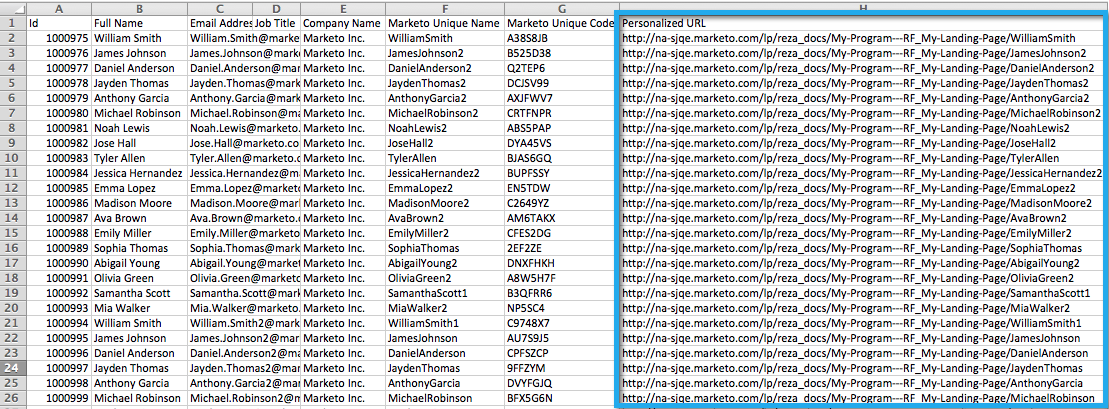 A B C D E F G H
1 Id Full Name Email Addres Job Title Company Name Marketo Unique Name Marketo Unique Code Personalized URL
2 1000975 William Smith William.Smith@mar Marketo Inc. WilliamSmith A38S8JB http://na-sjqe.marketo.com/lp/reza_docs/My-Program---RF_My-Landing-Page/WilliamSmith
3 1000976 James Johnson James.Johnson@ma Marketo Inc. JamesJohnson2 B525D38 http://na-sjqe.marketo.com/lp/reza_docs/My-Program---RF_My-Landing-Page/JamesJohnson2
4 1000977 Daniel Anderson Daniel.Anderson@ma Marketo Inc. DanielAnderson2 Q2TEP6 http://na-sjqe.marketo.com/lp/reza_docs/My-Program---RF_My-Landing-Page/DanielAnderson2
5 1000978 Jayden Thomas Jayden.Thomas@mar Marketo Inc. JaydenThomas2 DCJSV99 http://na-sjqe.marketo.com/lp/reza_docs/My-Program---RF_My-Landing-Page/JaydenThomas2
6 1000979 Anthony Garcia Anthony.Garcia@mar Marketo Inc. AnthonyGarcia2 AXJFWV7 http://na-sjqe.marketo.com/lp/reza_docs/My-Program---RF_My-Landing-Page/AnthonyGarcia2
7 1000980 Michael Robinson Michael.Robinson@m Marketo Inc. MichaelRobinson2 CRTFNPR http://na-sjqe.marketo.com/lp/reza_docs/My-Program---RF_My-Landing-Page/MichaelRobinson2
8 1000981 Noah Lewis Noah.Lewis@marketo. Marketo Inc. NoahLewis2 ABS5PAP http://na-sjqe.marketo.com/lp/reza_docs/My-Program---RF_My-Landing-Page/NoahLewis2
9 1000982 Jose Hall Jose.Hall@marketo.co Marketo Inc. JoseHall2 DYA45VS http://na-sjqe.marketo.com/lp/reza_docs/My-Program---RF_My-Landing-Page/JoseHall2
10 1000983 Tyler Allen Tyler.Allen@marketo. Marketo Inc. TylerAllen BJAS6GQ http://na-sjqe.marketo.com/lp/reza_docs/My-Program---RF_My-Landing-Page/TylerAllen
11 1000984 Jessica Hernandez Jessica.Hernandez@m Marketo Inc. JessicaHernandez2 BUPFSSY http://na-sjqe.marketo.com/lp/reza_docs/My-Program---RF_My-Landing-Page/JessicaHernandez2
12 1000985 Emma Lopez Emma.Lopez@market Marketo Inc. EmmaLopez2 EN5TDW http://na-sjqe.marketo.com/lp/reza_docs/My-Program---RF_My-Landing-Page/EmmaLopez2
13 1000986 Madison Moore Madison.Moore@mar Marketo Inc. MadisonMoore2 C2649YZ http://na-sjqe.marketo.com/lp/reza_docs/My-Program---RF_My-Landing-Page/MadisonMoore2
14 1000987 Ava Brown Ava.Brown@marketo. Marketo Inc. AvaBrown2 AM6TAKX http://na-sjqe.marketo.com/lp/reza_docs/My-Program---RF_My-Landing-Page/AvaBrown2
15 1000988 Emily Miller Emily.Miller@marketo Marketo Inc. EmilyMiller2 CFES2DG http://na-sjqe.marketo.com/lp/reza_docs/My-Program---RF_My-Landing-Page/EmilyMiller2
16 1000989 Sophia Thomas Sophia.Thomas@mar Marketo Inc. SophiaThomas 2EF2ZE http://na-sjqe.marketo.com/lp/reza_docs/My-Program---RF_My-Landing-Page/SophiaThomas
17 1000990 Abigail Young Abigail.Young@marke Marketo Inc. AbigailYoung2 DNXFHKH http://na-sjqe.marketo.com/lp/reza_docs/My-Program---RF_My-Landing-Page/AbigailYoung2
18 1000991 Olivia Green Olivia.Green@market Marketo Inc. OliviaGreen2 A8W5H7F http://na-sjqe.marketo.com/lp/reza_docs/My-Program---RF_My-Landing-Page/OliviaGreen2
19 1000992 Samantha Scott Samantha.Scott@mar Marketo Inc. SamanthaScott1 B3QFRR6 http://na-sjqe.marketo.com/lp/reza_docs/My-Program---RF_My-Landing-Page/SamanthaScott1
20 1000993 Mia Walker Mia.Walker@marketo. Marketo Inc. MiaWalker2 NP5SC4 http://na-sjqe.marketo.com/lp/reza_docs/My-Program---RF_My-Landing-Page/MiaWalker2
21 1000994 William Smith William.Smith2@mar Marketo Inc. WilliamSmith1 C9748X7 http://na-sjqe.marketo.com/lp/reza_docs/My-Program---RF_My-Landing-Page/WilliamSmith1
22 1000995 James Johnson James.Johnson2@mar Marketo Inc. JamesJohnson AU7S9J5 http://na-sjqe.marketo.com/lp/reza_docs/My-Program---RF_My-Landing-Page/JamesJohnson
23 1000996 Daniel Anderson Daniel.Anderson2@m Marketo Inc. DanielAnderson CPFSZCP http://na-sjqe.marketo.com/lp/reza_docs/My-Program---RF_My-Landing-Page/DanielAnderson
24 1000997 Jayden Thomas Jayden.Thomas2@ma Marketo Inc. JaydenThomas 9FFZYM http://na-sjqe.marketo.com/lp/reza_docs/My-Program---RF_My-Landing-Page/JaydenThomas
25 1000998 Anthony Garcia Anthony.Garcia2@ma Marketo Inc. AnthonyGarcia DVYFGJQ http://na-sjqe.marketo.com/lp/reza_docs/My-Program---RF_My-Landing-Page/AnthonyGarcia
26 1000999 Michael Robinson Michael.Robinson2@m Marketo Inc. MichaelRobinson BFX5G6N http://na-sjqe.marketo.com/lp/reza_docs/My-Program---RF_My-Landing-Page/MichaelRobinson